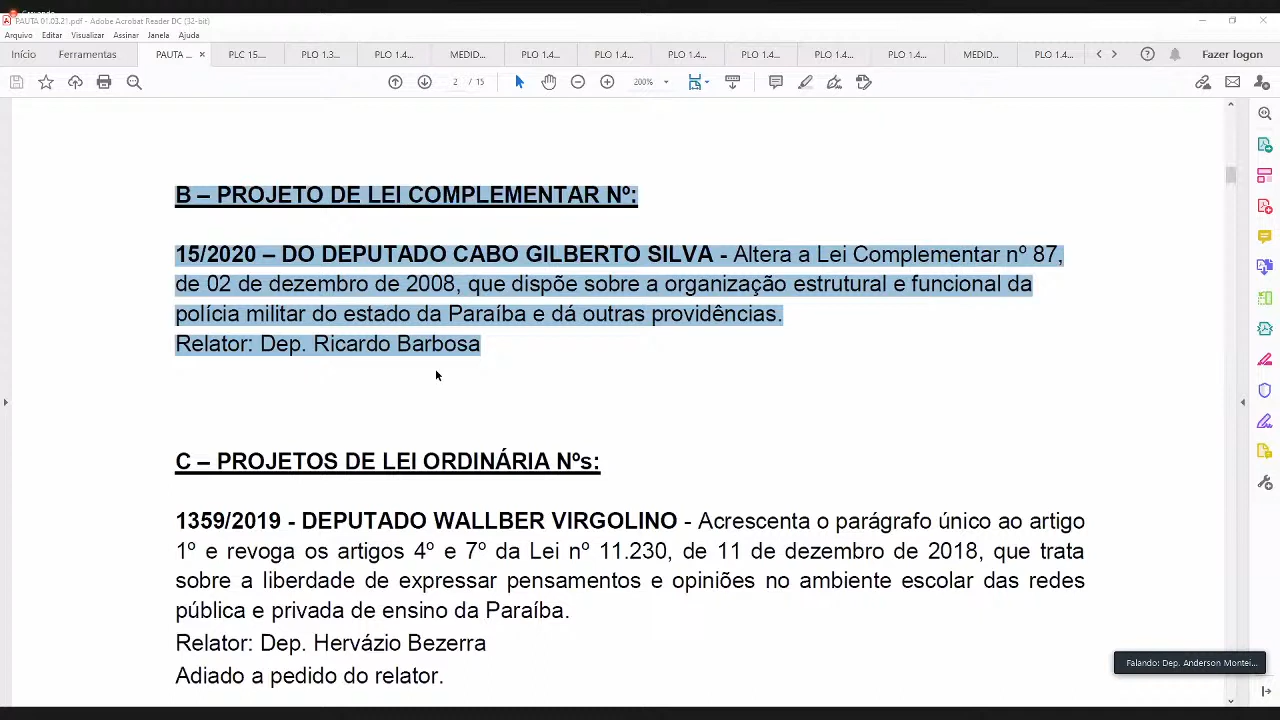 Gravando
PAUTA 01.03.21.pdf - Adobe Acrobat Reader DC (32-bit)
Arquivo Editar Visualizar Assinar Janela Ajuda
Início Ferramentas PAUTA ... × PLC 15... PLO 1.3... PLO 1.4... MEDID... PLO 1.4... PLO 1.4... PLO 1.4... PLO 1.4... PLO 1.4... PLO 1.4... MEDID... PLO 1.4... Fazer logon
2 / 15 200%
B – PROJETO DE LEI COMPLEMENTAR Nº:
15/2020 – DO DEPUTADO CABO GILBERTO SILVA - Altera a Lei Complementar nº 87,
de 02 de dezembro de 2008, que dispõe sobre a organização estrutural e funcional da
polícia militar do estado da Paraíba e dá outras providências.
Relator: Dep. Ricardo Barbosa
C – PROJETOS DE LEI ORDINÁRIA Nºs:
1359/2019 - DEPUTADO WALLBER VIRGOLINO - Acrescenta o parágrafo único ao artigo
1º e revoga os artigos 4º e 7º da Lei nº 11.230, de 11 de dezembro de 2018, que trata
sobre a liberdade de expressar pensamentos e opiniões no ambiente escolar das redes
pública e privada de ensino da Paraíba.
Relator: Dep. Hervázio Bezerra
Adiado a pedido do relator.
Falando: Dep. Anderson Montei...